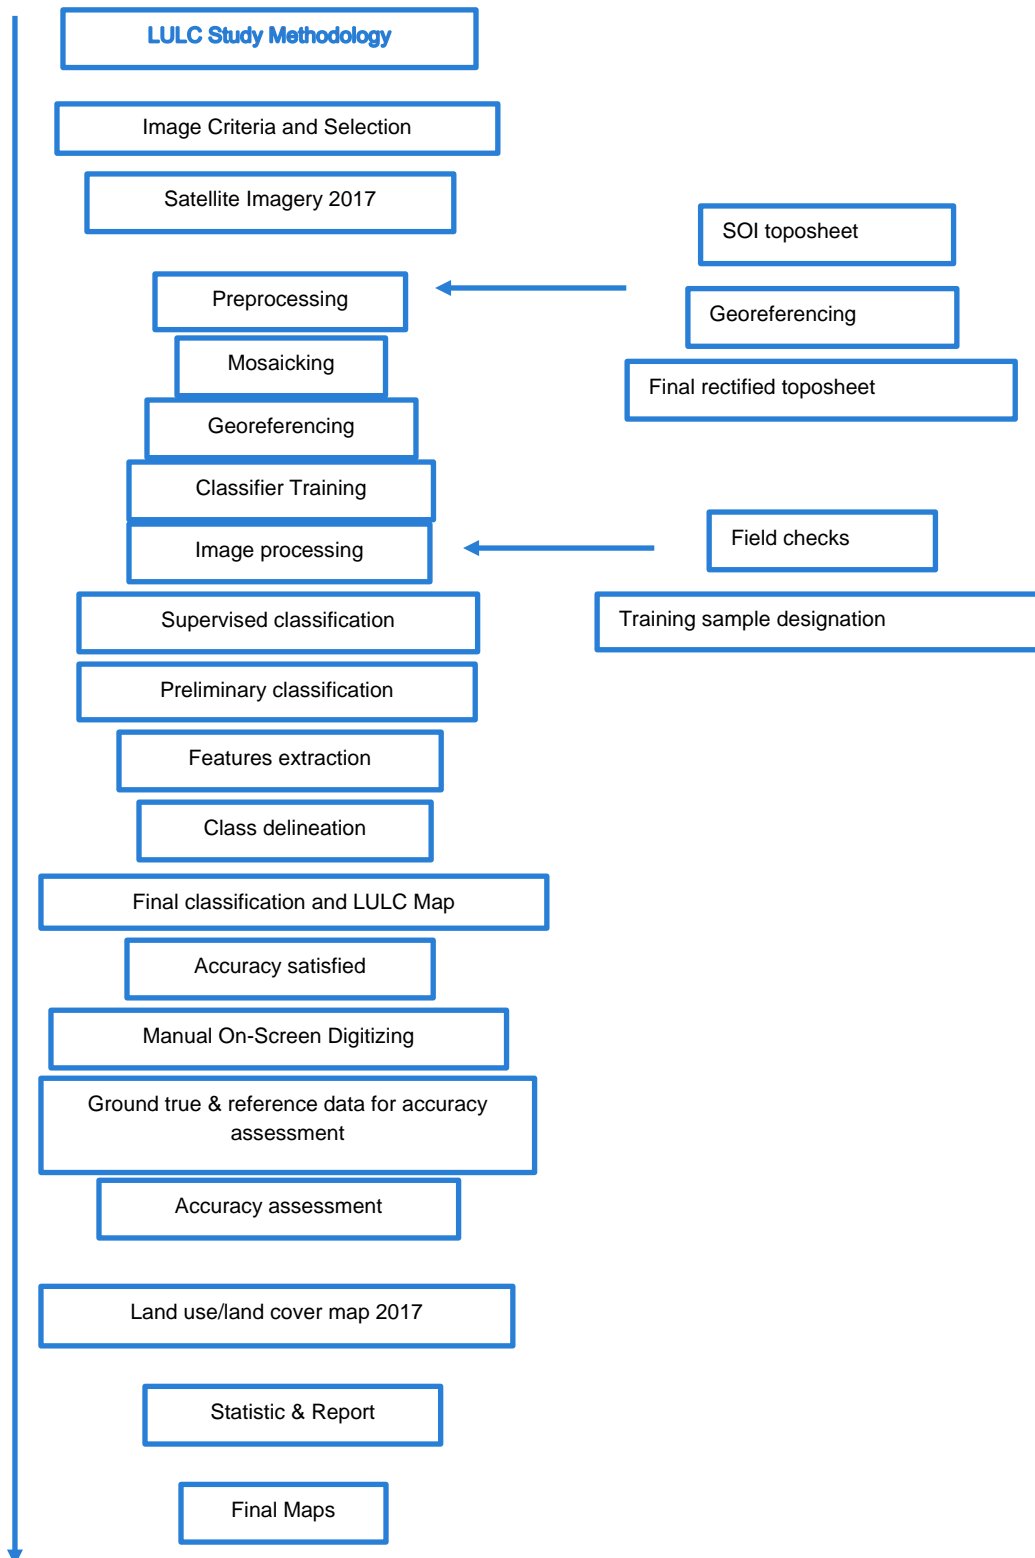 LULC Study Methodology
Image Criteria and Selection
Satellite Imagery 2017
SOI toposheet
Preprocessing
Georeferencing
Mosaicking
Final rectified toposheet
Georeferencing
Classifier Training
Image processing
Field checks
Supervised classification
Training sample designation
Preliminary classification
Features extraction
Class delineation
Final classification and LULC Map
Accuracy satisfied
Manual On-Screen Digitizing
Ground true & reference data for accuracy
assessment
Accuracy assessment
Land use/land cover map 2017
Statistic & Report
Final Maps